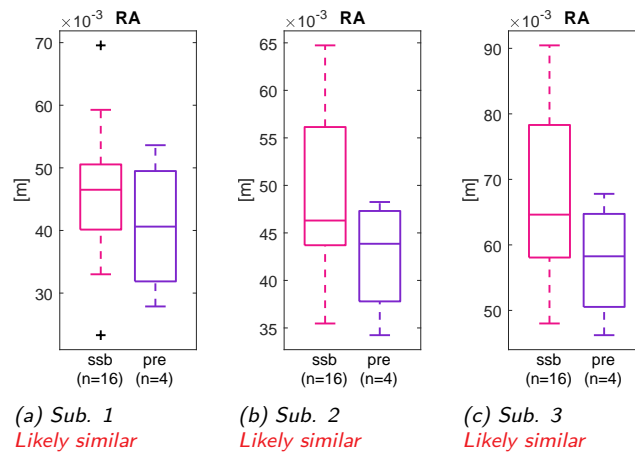 ×10⁻³ RA
70
60
50
40
30
[m]
ssb
(n=16)
pre
(n=4)
(a) Sub. 1
Likely similar
×10⁻³ RA
65
60
55
50
45
40
35
[m]
ssb
(n=16)
pre
(n=4)
(b) Sub. 2
Likely similar
×10⁻³ RA
90
80
70
60
50
[m]
ssb
(n=16)
pre
(n=4)
(c) Sub. 3
Likely similar